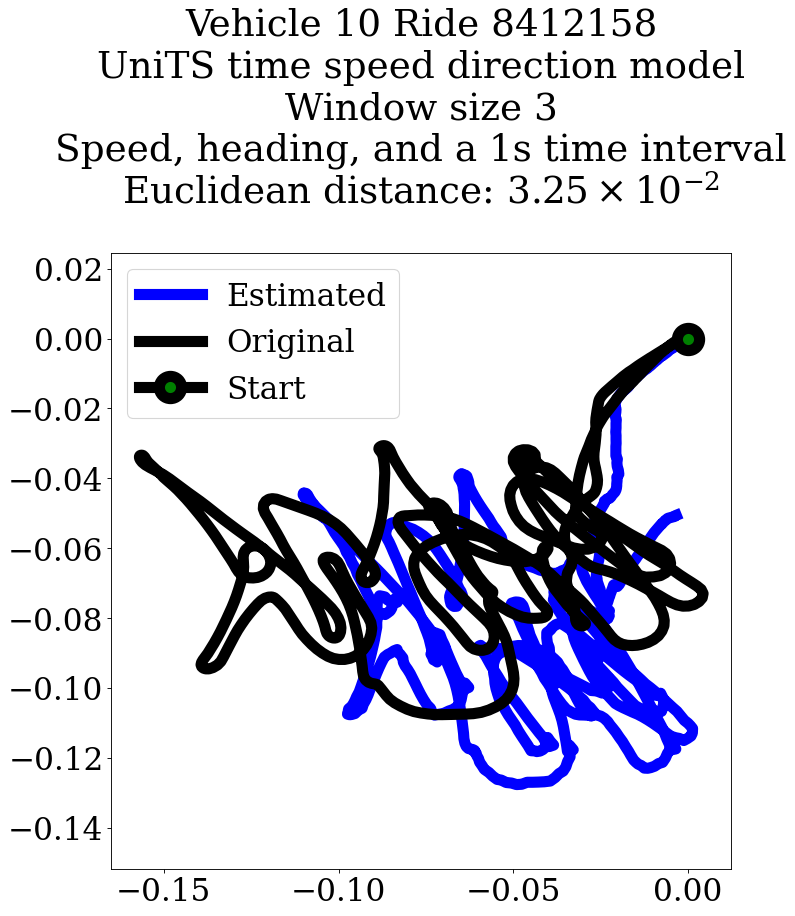 Vehicle 10 Ride 8412158
UniTS time speed direction model
Window size 3
Speed, heading, and a 1s time interval
Euclidean distance: 3.25 × 10⁻²
0.02
0.00
−0.02
−0.04
−0.06
−0.08
−0.10
−0.12
−0.14
Estimated
Original
Start
−0.15
−0.10
−0.05
0.00